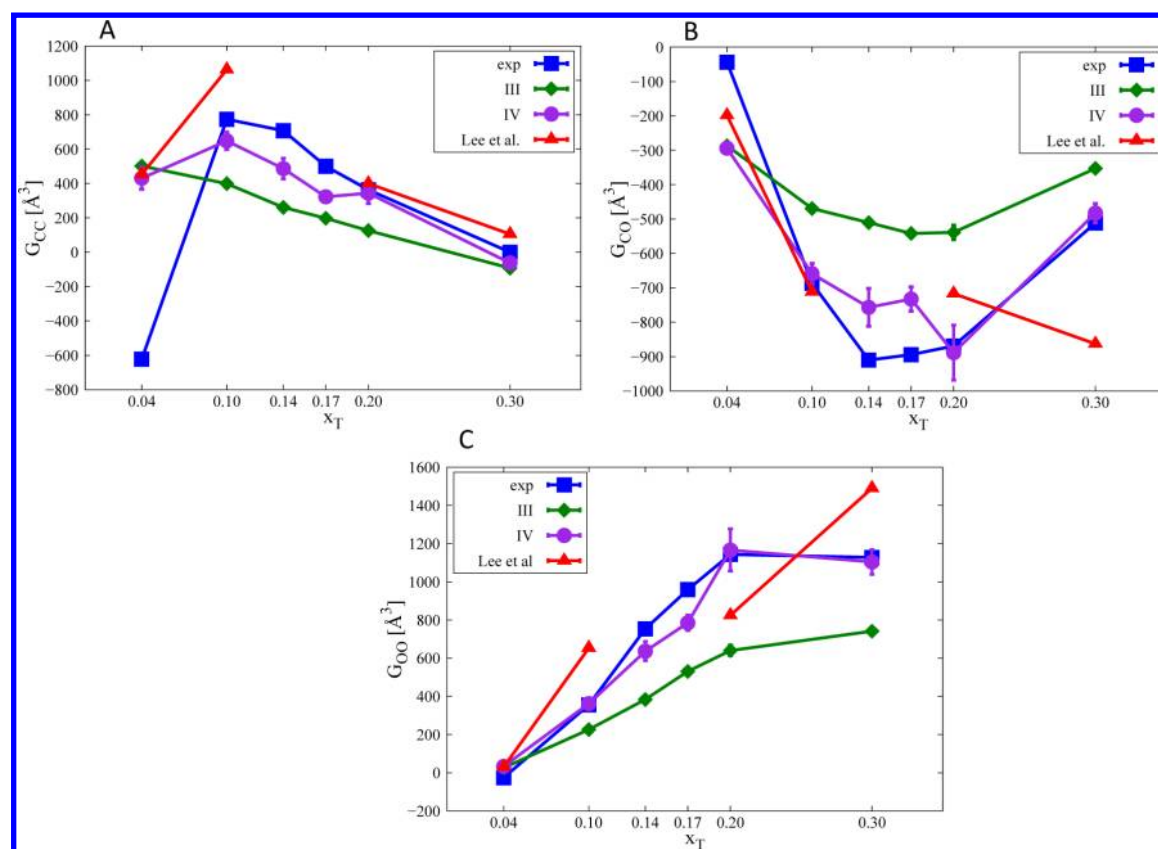 A
G_CC [Å^3]
1200
1000
800
600
400
200
0
−200
−400
−600
−800
exp
III
IV
Lee et al.
0.04 0.10 0.14 0.17 0.20 0.30
x_T
B
G_CO [Å^3]
0
−100
−200
−300
−400
−500
−600
−700
−800
−900
−1000
exp
III
IV
Lee et al.
0.04 0.10 0.14 0.17 0.20 0.30
x_T
C
G_OO [Å^3]
1600
1400
1200
1000
800
600
400
200
0
−200
exp
III
IV
Lee et al
0.04 0.10 0.14 0.17 0.20 0.30
x_T